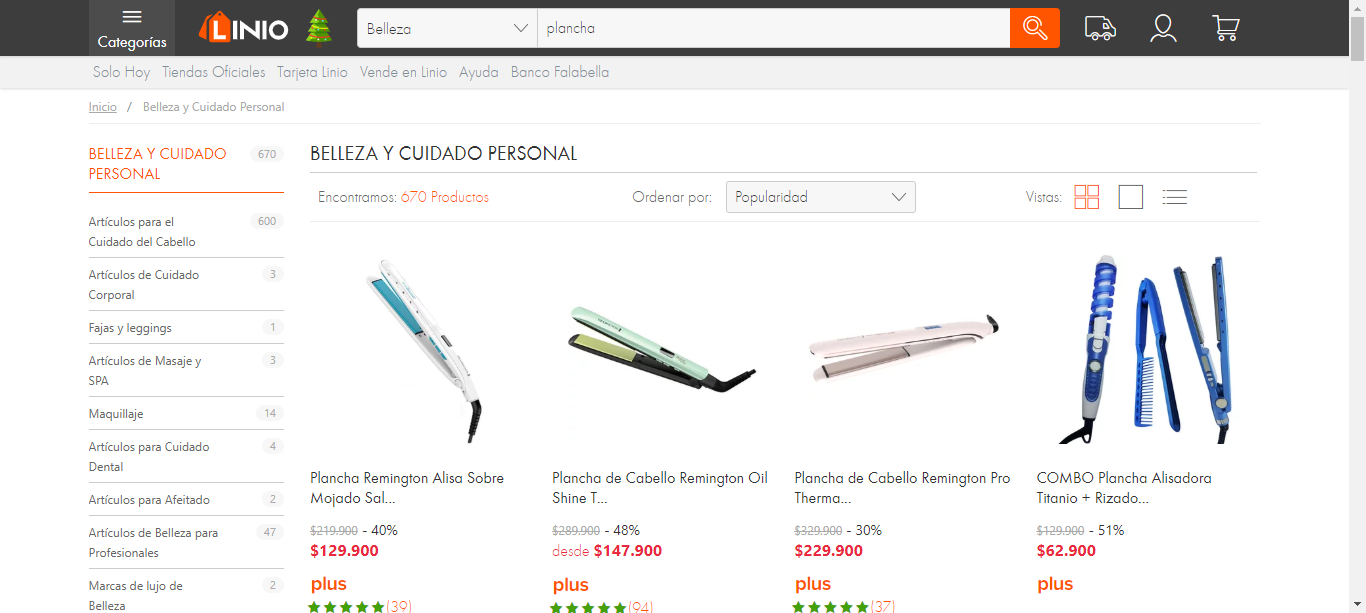 Categorías
LINIO
Belleza
plancha
Solo Hoy Tiendas Oficiales Tarjeta Linio Vende en Linio Ayuda Banco Falabella
Inicio / Belleza y Cuidado Personal
BELLEZA Y CUIDADO PERSONAL 670
Artículos para el Cuidado del Cabello 600
Artículos de Cuidado Corporal 3
Fajas y leggings 1
Artículos de Masaje y SPA 3
Maquillaje 14
Artículos para Cuidado Dental 4
Artículos para Afeitado 2
Artículos de Belleza para Profesionales 47
Marcas de lujo de Belleza 2
BELLEZA Y CUIDADO PERSONAL
Encontramos: 670 Productos
Ordenar por: Popularidad
Vistas:
Plancha Remington Alisa Sobre
Mojado Sal...
$219.900 - 40%
$129.900
plus
(39)
Plancha de Cabello Remington Oil
Shine T...
$289.900 - 48%
desde $147.900
plus
(94)
Plancha de Cabello Remington Pro
Therma...
$329.900 - 30%
$229.900
plus
(37)
COMBO Plancha Alisadora
Titanio + Rizado...
$129.900 - 51%
$62.900
plus